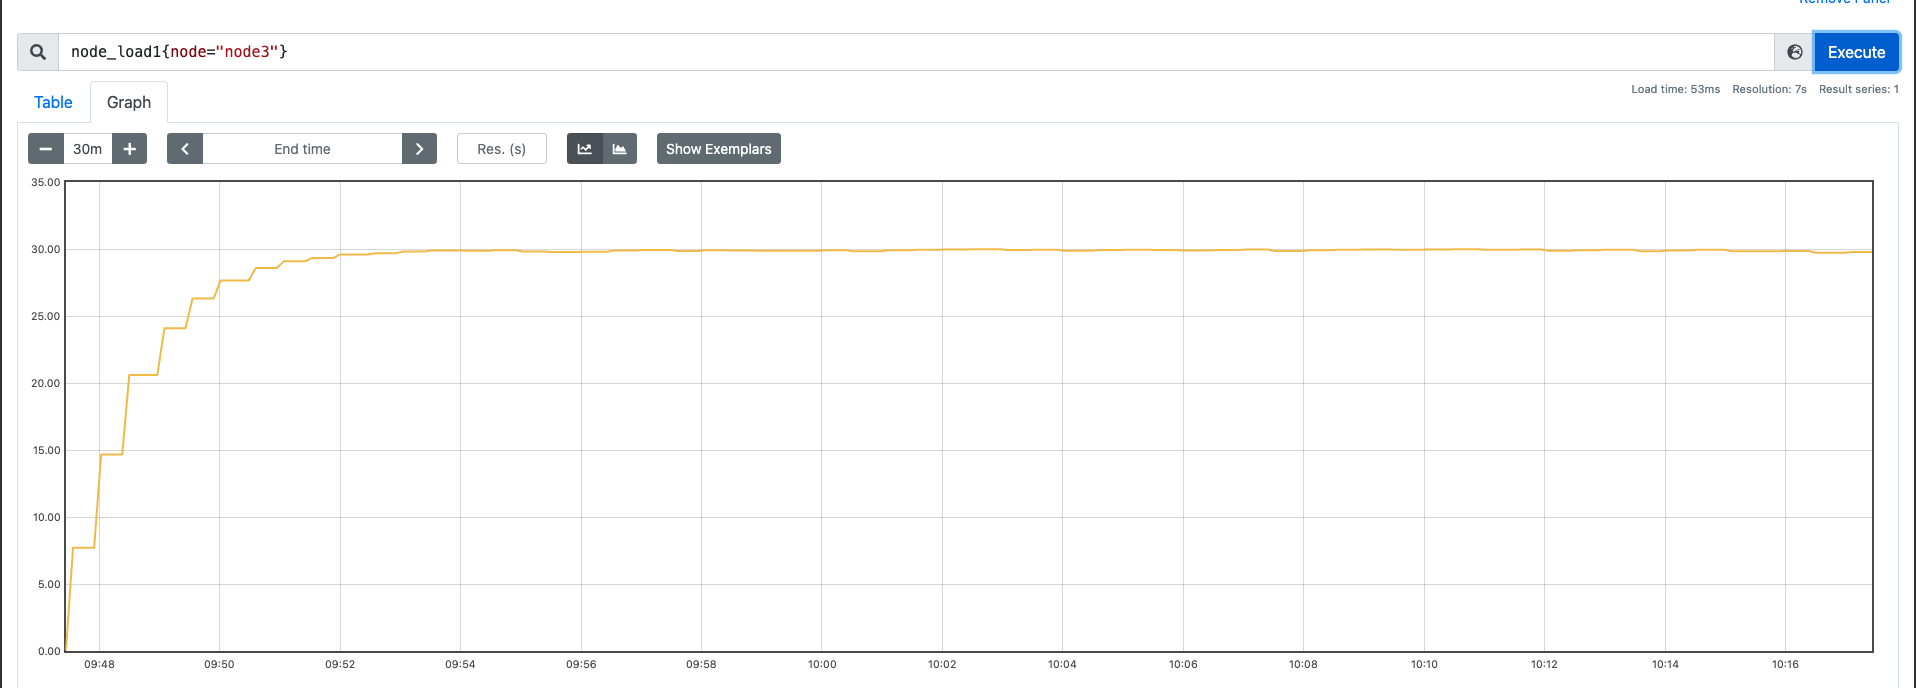 Remove Panel
node_load1{node="node3"}
Execute
Load time: 53ms Resolution: 7s Result series: 1
Table Graph
30m End time Res. (s) Show Exemplars
35.00
30.00
25.00
20.00
15.00
10.00
5.00
0.00
09:48 09:50 09:52 09:54 09:56 09:58 10:00 10:02 10:04 10:06 10:08 10:10 10:12 10:14 10:16